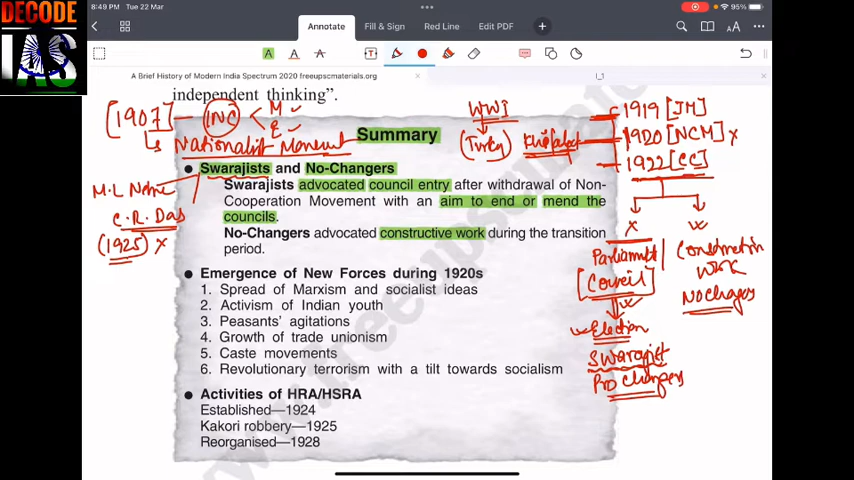 DECODE
IAS
8:49 PM Tue 22 Mar
95%
Annotate
Fill & Sign
Red Line
Edit PDF
A Brief History of Modern India Spectrum 2020 freeupscmaterials.org
independent thinking”.
[1907] — INC < M
E
Nationalist
WWI
(Turkey)
Khilafat
1919 [JM]
1920 [NCM] x
1922 [CC]
Summary
Swarajists and No-Changers
Swarajists advocated council entry after withdrawal of Non-
Cooperation Movement with an aim to end or mend the
councils.
No-Changers advocated constructive work during the transition
period.
M.L Nehru
C.R. Das
(1925) x
Emergence of New Forces during 1920s
1. Spread of Marxism and socialist ideas
2. Activism of Indian youth
3. Peasants’ agitations
4. Growth of trade unionism
5. Caste movements
6. Revolutionary terrorism with a tilt towards socialism
Activities of HRA/HSRA
Established—1924
Kakori robbery—1925
Reorganised—1928
x
[Council]
Election
Swarajist
Pro changers
Work
No changes